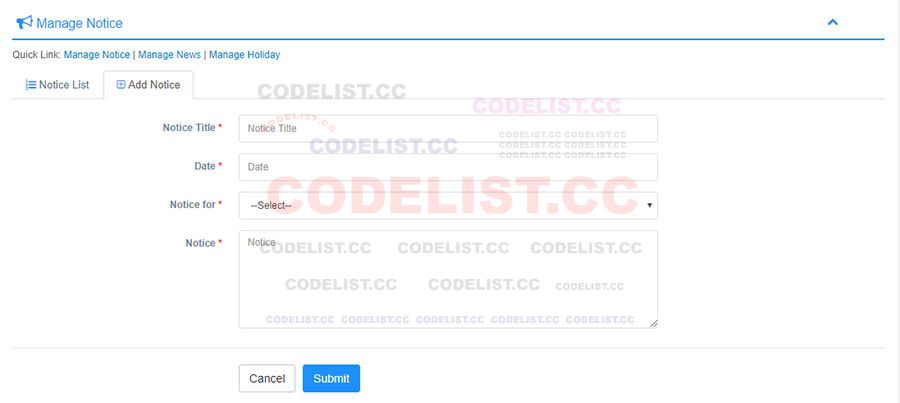 Manage Notice
Quick Link: Manage Notice | Manage News | Manage Holiday
Notice List
Add Notice
CODELIST.CC
CODELIST.CC
Notice Title *
Notice Title
CODELIST.CC
CODELIST.CC CODELIST.CC
CODELIST.CC CODELIST.CC
CODELIST.CC CODELIST.CC
CODELIST.CC
Date *
Date
CODELIST.CC
Notice for *
--Select--
Notice *
Notice
CODELIST.CC CODELIST.CC CODELIST.CC
CODELIST.CC CODELIST.CC CODELIST.CC
CODELIST.CC CODELIST.CC CODELIST.CC CODELIST.CC CODELIST.CC
Cancel
Submit